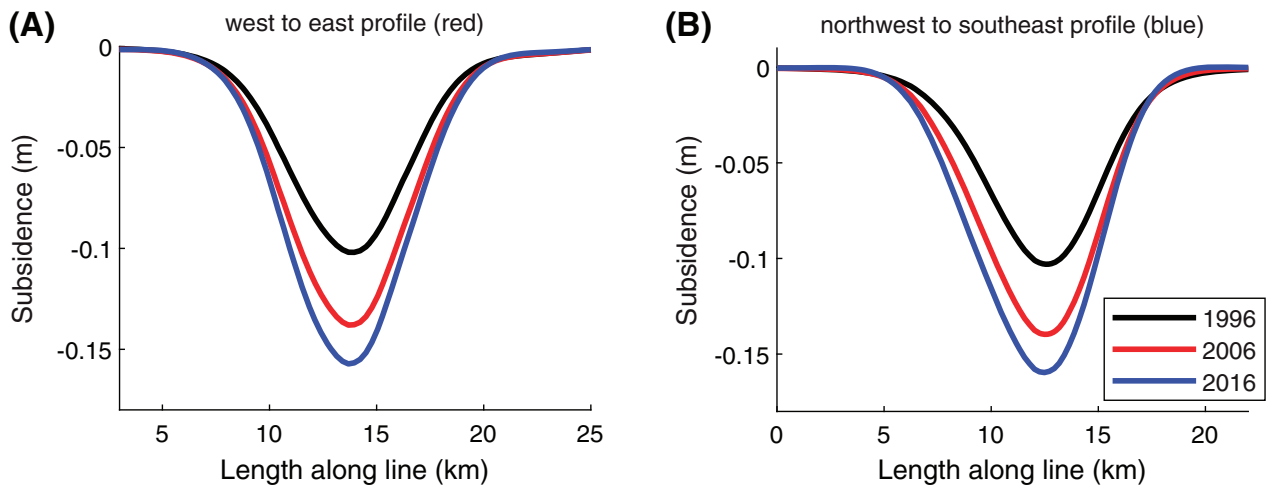 (A)
west to east profile (red)
0
-0.05
-0.1
-0.15
Subsidence (m)
5
10
15
20
25
Length along line (km)
(B)
northwest to southeast profile (blue)
0
-0.05
-0.1
-0.15
Subsidence (m)
0
5
10
15
20
Length along line (km)
1996
2006
2016